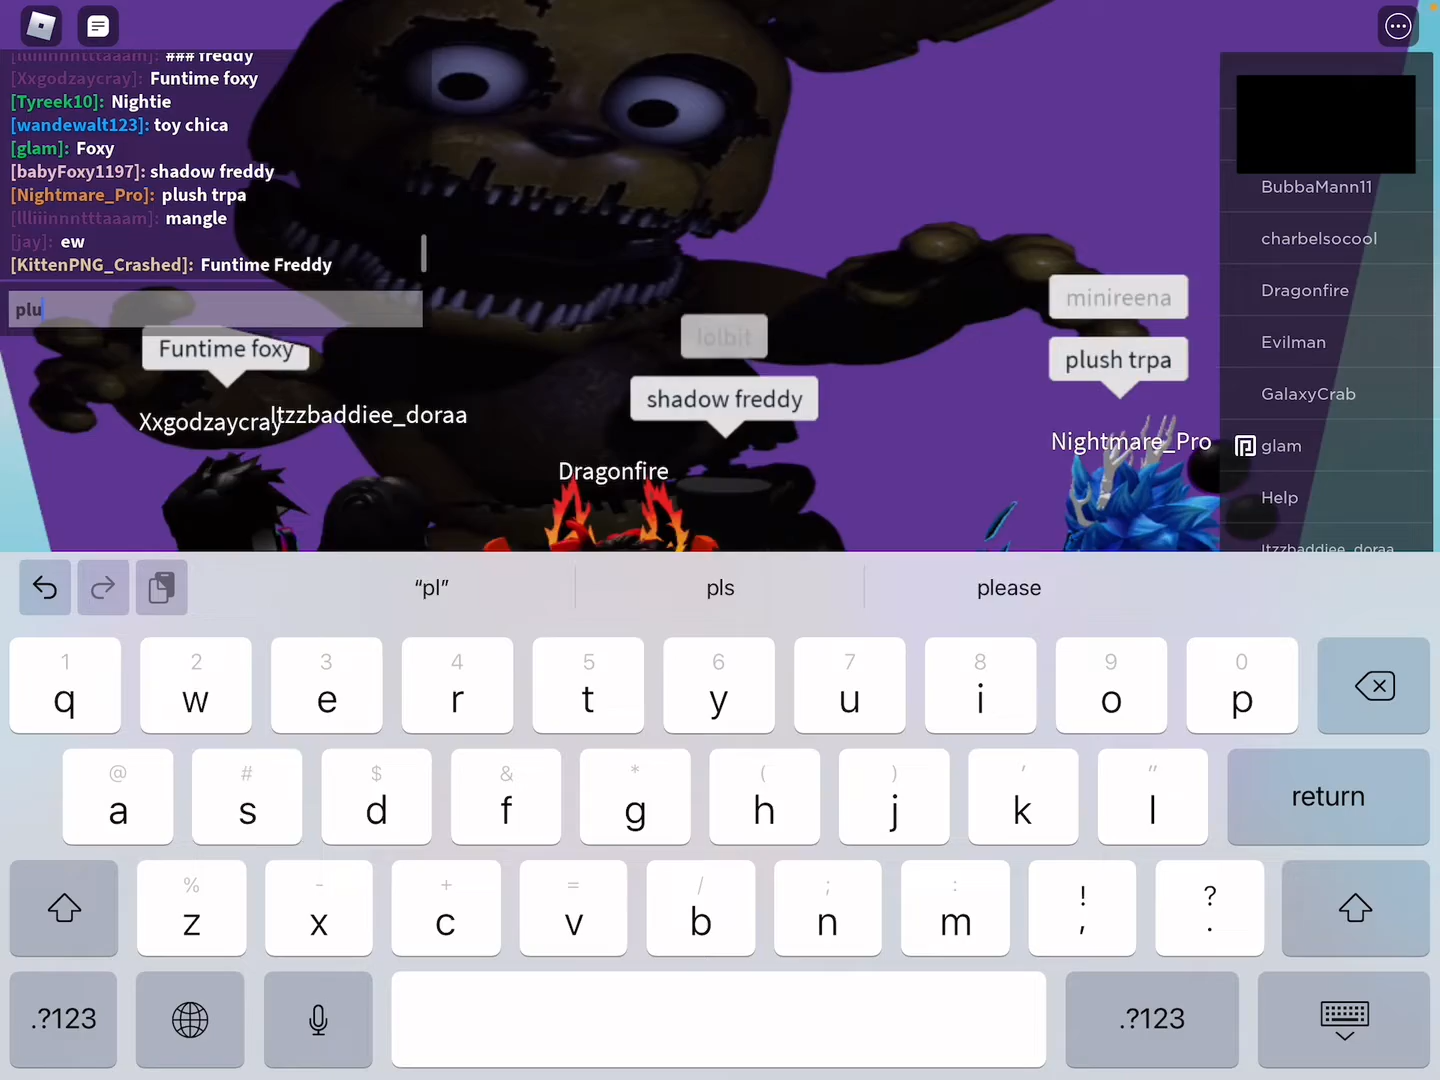 [llliiinnntttaaam]: ### freddy
[Xxgodzaycray]: Funtime foxy
[Tyreek10]: Nightie
[wandewalt123]: toy chica
[glam]: Foxy
[babyFoxy1197]: shadow freddy
[Nightmare_Pro]: plush trpa
[llliiinnntttaaam]: mangle
[jay]: ew
[KittenPNG_Crashed]: Funtime Freddy
plu
Funtime foxy
Xxgodzaycray
Itzzbaddiee_doraa
lolbit
shadow freddy
Dragonfire
minireena
plush trpa
Nightmare_Pro
BubbaMann11
charbelsocool
Dragonfire
Evilman
GalaxyCrab
glam
Help
Itzzbaddiee_doraa
“pl” pls please
1 2 3 4 5 6 7 8 9 0
q w e r t y u i o p
@ # $ & * ( ) ' "
a s d f g h j k l return
% - + = / ; : ! ?
z x c v b n m , .
.?123 .?123